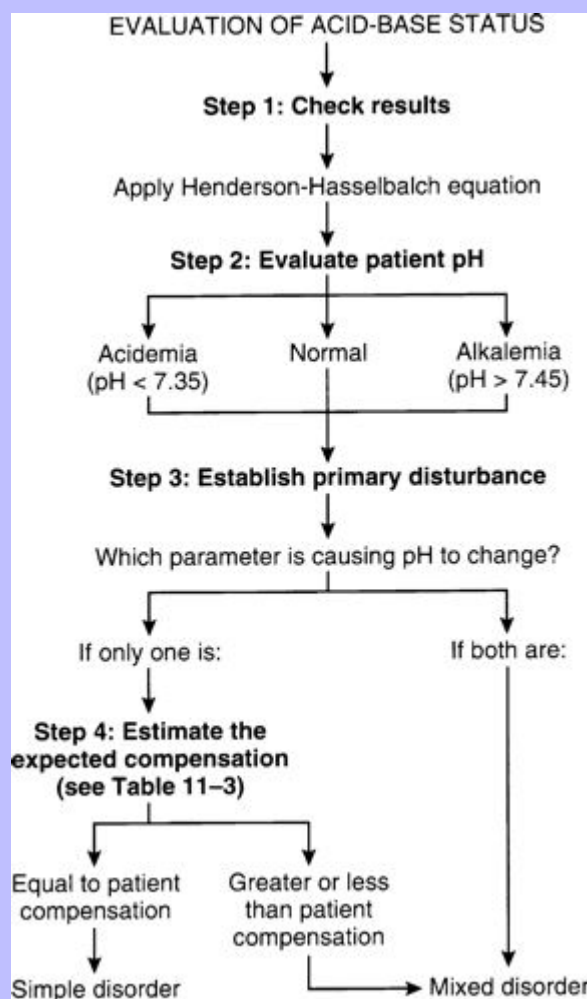 EVALUATION OF ACID-BASE STATUS
Step 1: Check results
Apply Henderson-Hasselbalch equation
Step 2: Evaluate patient pH
Acidemia
(pH < 7.35)
Normal
Alkalemia
(pH > 7.45)
Step 3: Establish primary disturbance
Which parameter is causing pH to change?
If only one is:
If both are:
Step 4: Estimate the
expected compensation
(see Table 11–3)
Equal to patient
compensation
Greater or less
than patient
compensation
Simple disorder
Mixed disorder